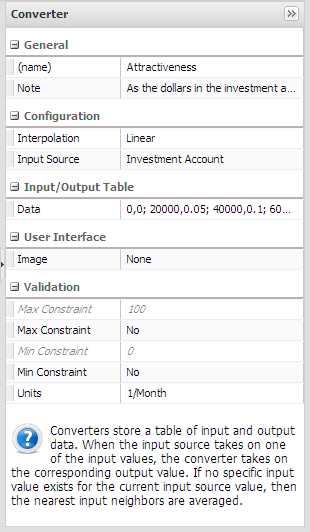 Converter
General
(name) Attractiveness
Note As the dollars in the investment a...
Configuration
Interpolation Linear
Input Source Investment Account
Input/Output Table
Data 0,0; 20000,0.05; 40000,0.1; 60...
User Interface
Image None
Validation
Max Constraint 100
Max Constraint No
Min Constraint 0
Min Constraint No
Units 1/Month
Converters store a table of input and output
data. When the input source takes on one
of the input values, the converter takes on
the corresponding output value. If no specific input
value exists for the current input source value, then
the nearest input neighbors are averaged.